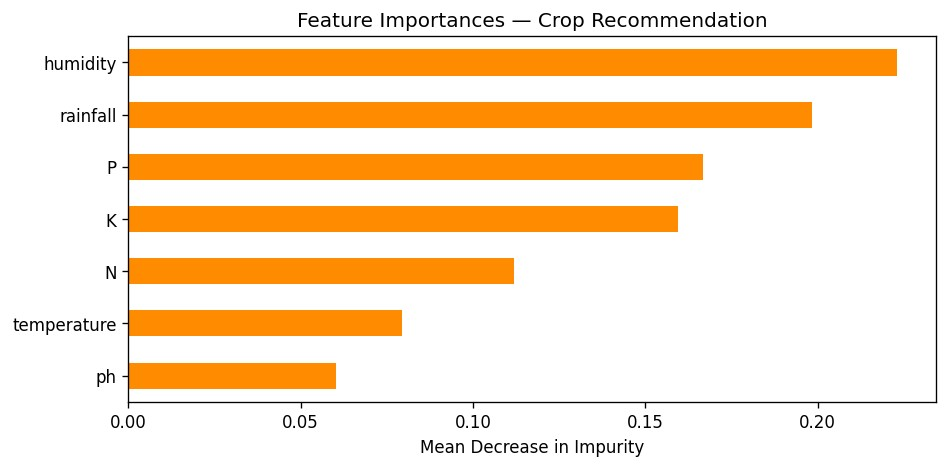 Feature Importances — Crop Recommendation
humidity
rainfall
P
K
N
temperature
ph
0.00 0.05 0.10 0.15 0.20
Mean Decrease in Impurity